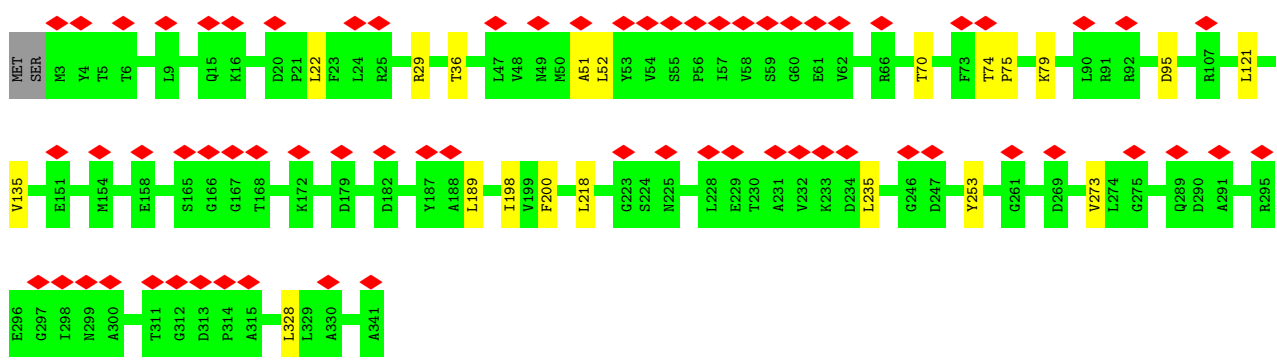 MET SER M3 Y4 T5 T6 L9 Q15 K16 D20 P21 L22 F23 L24 R25 R29 T36 L47 V48 N49 M50 A51 L52 Y53 V54 S55 P56 I57 V58 S59 G60 E61 V62 R66 T70 F73 T74 P75 K79 L90 R91 R92 D95 R107 L121
V135 E151 M154 E158 S165 G166 G167 T168 K172 D179 D182 Y187 A188 L189 I198 V199 F200 L218 G223 S224 N225 L228 E229 T230 A231 V232 K233 D234 L235 G246 D247 Y253 G261 D269 V273 L274 G275 Q289 D290 A291 R295
E296 G297 I298 N299 A300 T311 G312 D313 P314 A315 L328 L329 A330 A341